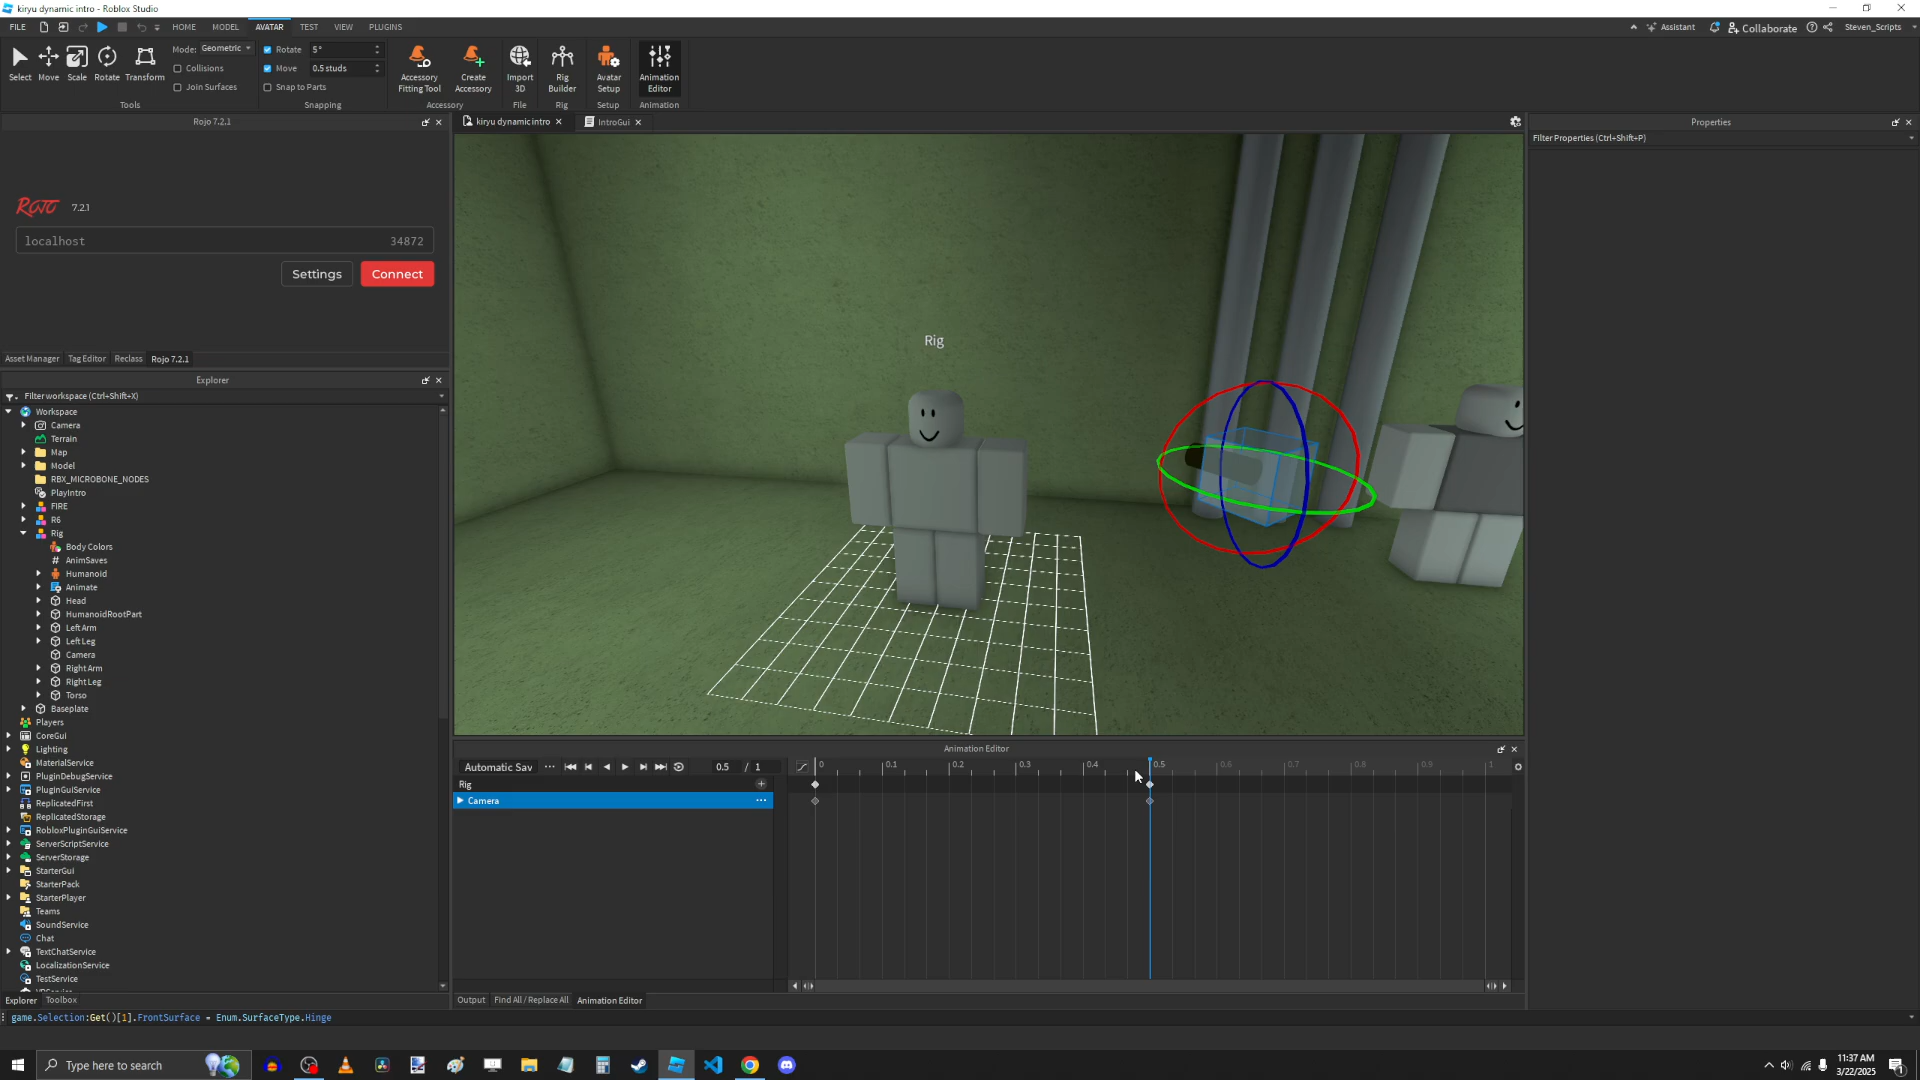 kiryu dynamic intro - Roblox Studio
FILE HOME MODEL AVATAR TEST VIEW PLUGINS Assistant Collaborate Steven_Scripts
Select Move Scale Rotate Transform
Mode: Geometric
Collisions
Join Surfaces
Tools
Rotate 5°
Move 0.5 studs
Snap to Parts
Snapping
Accessory Fitting Tool
Create Accessory
Accessory
Import 3D
File
Rig Builder
Rig
Avatar Setup
Setup
Animation Editor
Animation
Rojo 7.2.1
Rojo 7.2.1
localhost 34872
Settings Connect
Asset Manager Tag Editor Reclass Rojo 7.2.1
Explorer
Filter workspace (Ctrl+Shift+X)
Workspace
Camera
Terrain
Map
Model
RBX_MICROBONE_NODES
PlayIntro
FIRE
R6
Rig
Body Colors
AnimSaves
Humanoid
Animate
Head
HumanoidRootPart
Left Arm
Left Leg
Camera
Right Arm
Right Leg
Torso
Baseplate
Players
CoreGui
Lighting
MaterialService
PluginDebugService
PluginGuiService
ReplicatedFirst
ReplicatedStorage
RobloxPluginGuiService
ServerScriptService
ServerStorage
StarterGui
StarterPack
StarterPlayer
Teams
SoundService
Chat
TextChatService
LocalizationService
TestService
Explorer Toolbox
kiryu dynamic intro IntroGui
Rig
Properties
Filter Properties (Ctrl+Shift+P)
Animation Editor
Automatic Sav 0.5 / 1 0 0.1 0.2 0.3 0.4 0.5 0.6 0.7 0.8 0.9 1
Rig
Camera
Output Find All / Replace All Animation Editor
game.Selection:Get()[1].FrontSurface = Enum.SurfaceType.Hinge
Type here to search
11:37 AM
3/22/2025
1